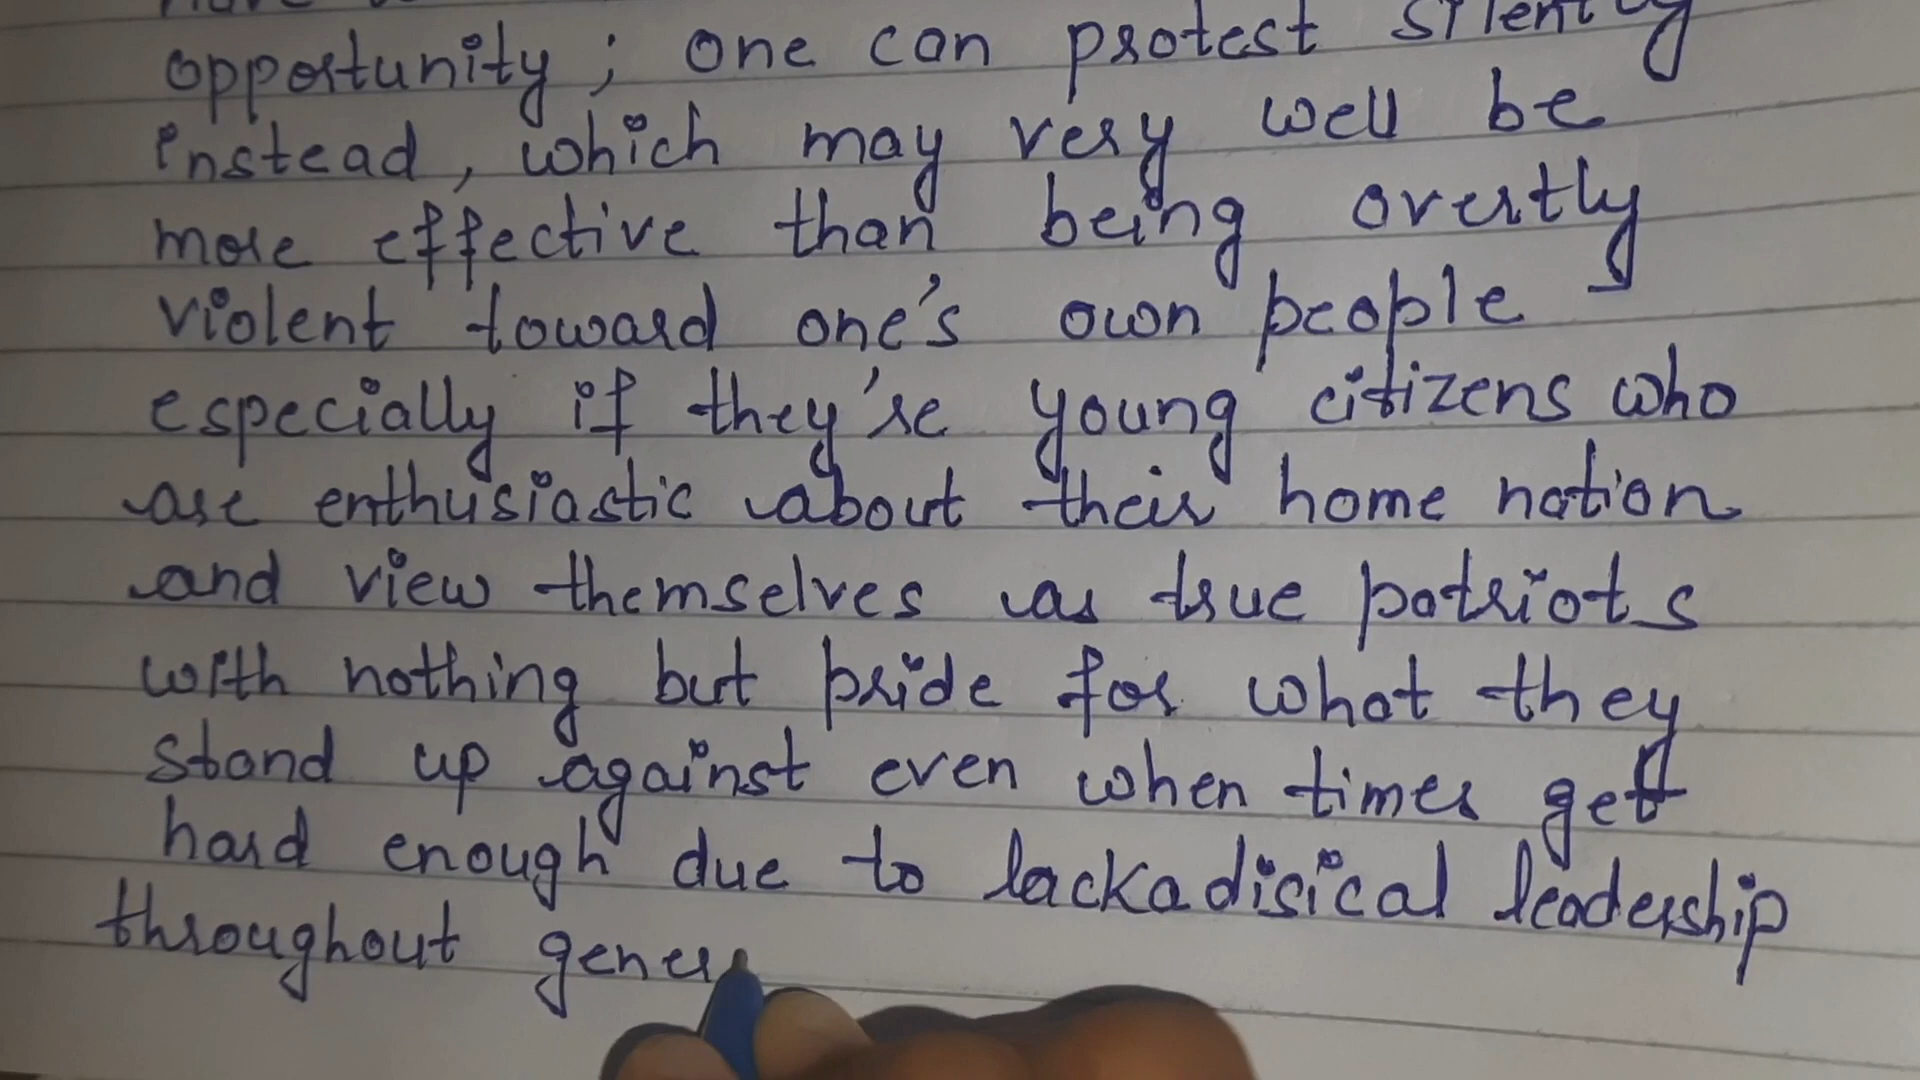 opportunity; one can protest silently
instead, which may very well be
more effective than being overtly
violent toward one's own people
especially if they're young citizens who
are enthusiastic about their home nation
and view themselves as true patriots
with nothing but pride for what they
stand up against even when times get
hard enough due to lackadisical leadership
throughout gener